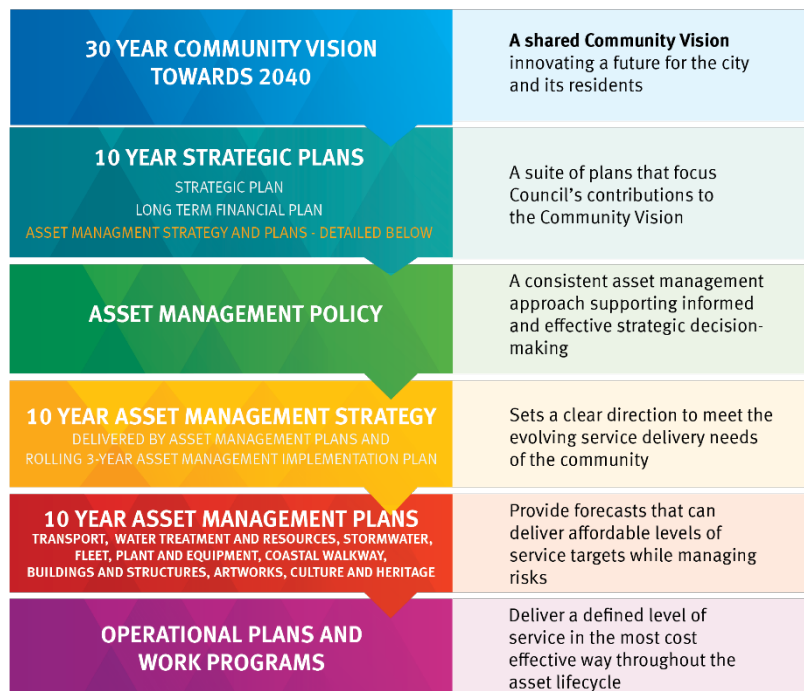 30 YEAR COMMUNITY VISION
TOWARDS 2040
A shared Community Vision
innovating a future for the city
and its residents
10 YEAR STRATEGIC PLANS
STRATEGIC PLAN
LONG TERM FINANCIAL PLAN
ASSET MANAGMENT STRATEGY AND PLANS - DETAILED BELOW
A suite of plans that focus
Council’s contributions to
the Community Vision
ASSET MANAGEMENT POLICY
A consistent asset management
approach supporting informed
and effective strategic decision-
making
10 YEAR ASSET MANAGEMENT STRATEGY
DELIVERED BY ASSET MANAGEMENT PLANS AND
ROLLING 3-YEAR ASSET MANAGEMENT IMPLEMENTATION PLAN
Sets a clear direction to meet the
evolving service delivery needs
of the community
10 YEAR ASSET MANAGEMENT PLANS
TRANSPORT, WATER TREATMENT AND RESOURCES, STORMWATER,
FLEET, PLANT AND EQUIPMENT, COASTAL WALKWAY,
BUILDINGS AND STRUCTURES, ARTWORKS, CULTURE AND HERITAGE
Provide forecasts that can
deliver affordable levels of
service targets while managing
risks
OPERATIONAL PLANS AND
WORK PROGRAMS
Deliver a defined level of
service in the most cost
effective way throughout the
asset lifecycle